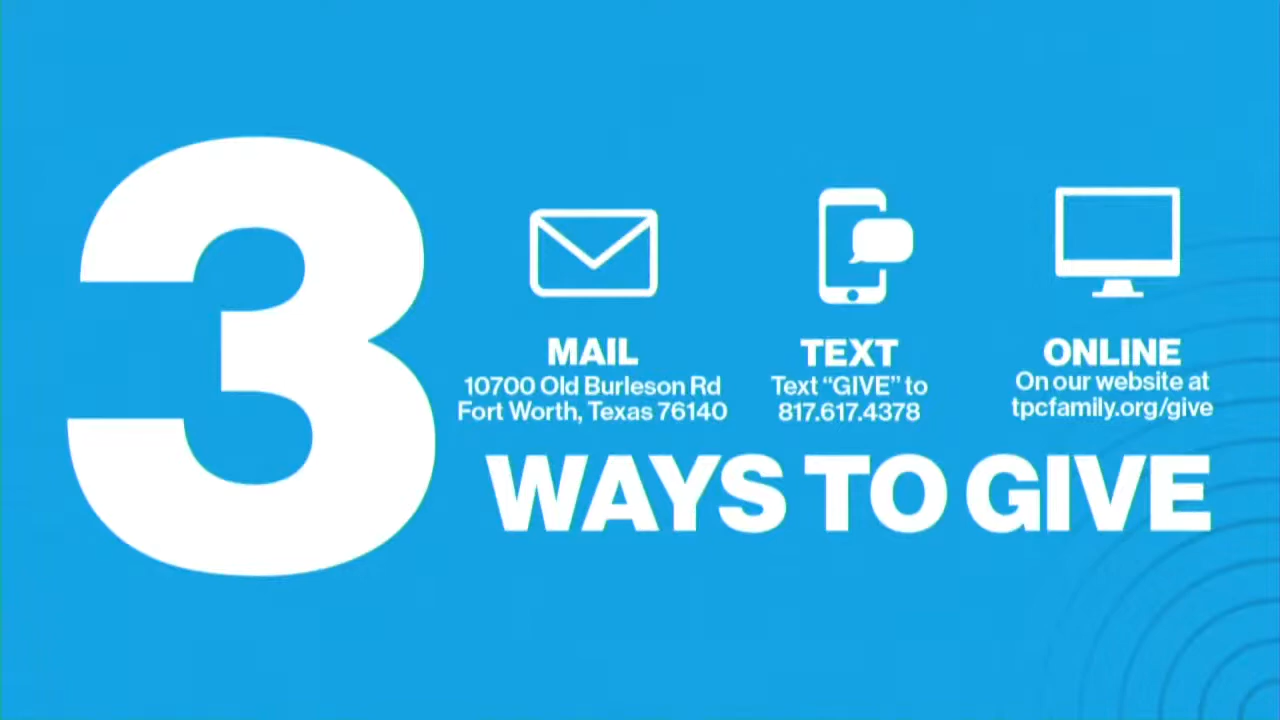 3
MAIL
10700 Old Burleson Rd
Fort Worth, Texas 76140
TEXT
Text “GIVE” to
817.617.4378
ONLINE
On our website at
tpcfamily.org/give
WAYS TO GIVE